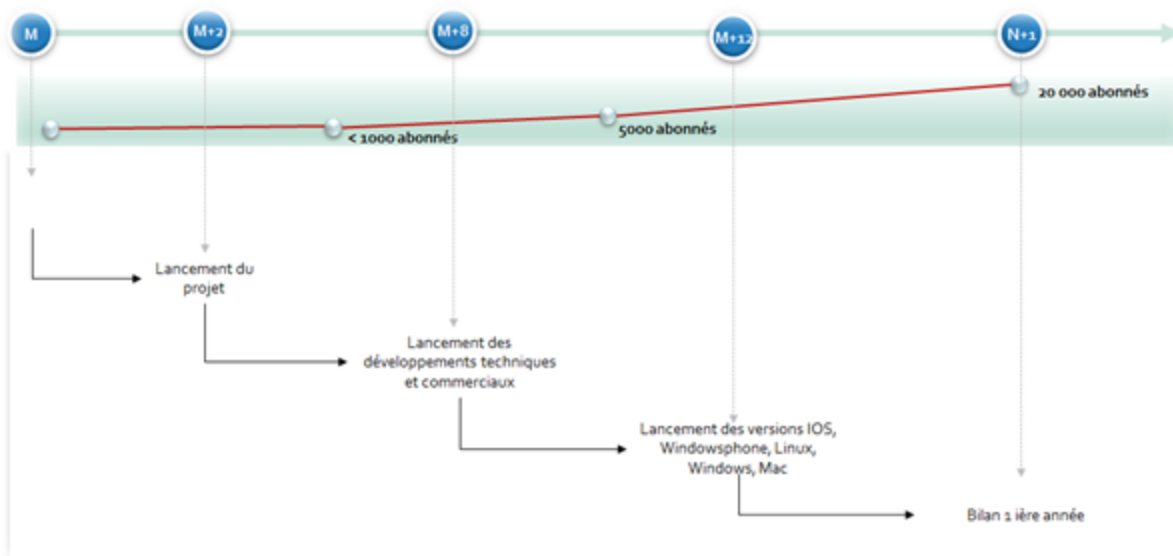 M
M+2
M+8
M+12
N+1
20 000 abonnés
5000 abonnés
< 1000 abonnés
Lancement du
projet
Lancement des
développements techniques
et commerciaux
Lancement des versions IOS,
Windowsphone, Linux,
Windows, Mac
Bilan 1 ière année